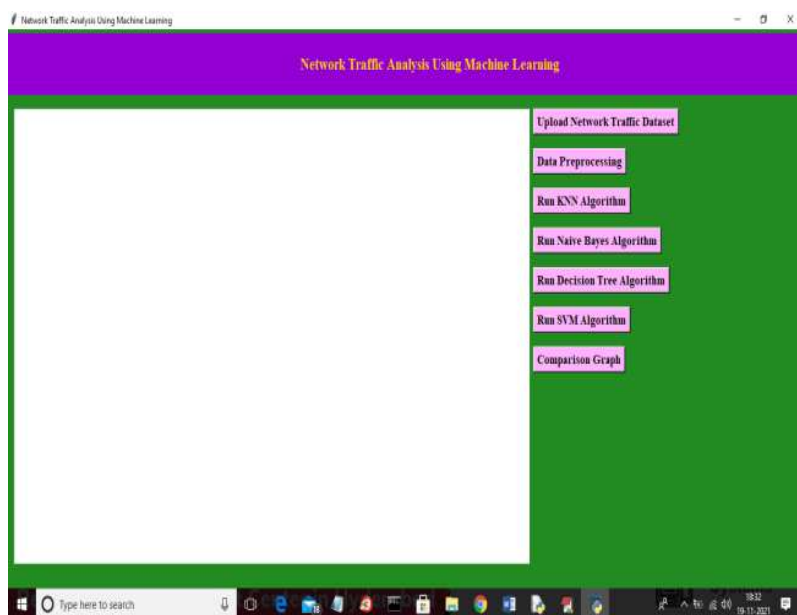 Network Traffic Analysis Using Machine Learning
Network Traffic Analysis Using Machine Learning
Upload Network Traffic Dataset
Data Preprocessing
Run KNN Algorithm
Run Naive Bayes Algorithm
Run Decision Tree Algorithm
Run SVM Algorithm
Comparison Graph
Type here to search
18:32
19-11-2021